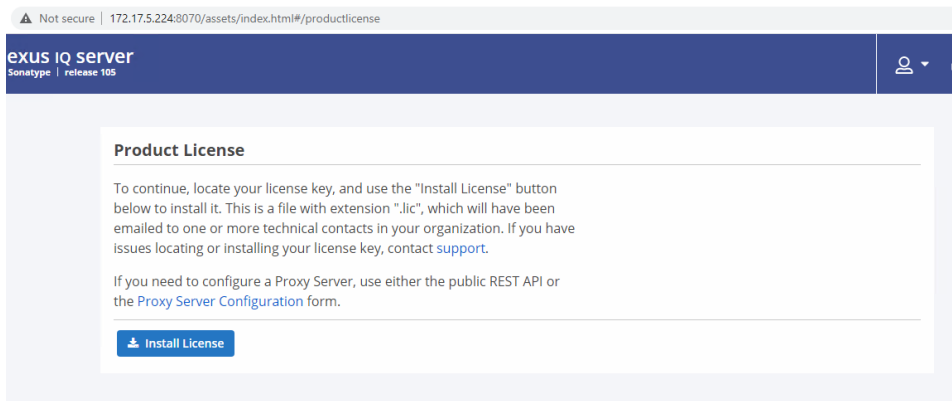 Not secure | 172.17.5.224:8070/assets/index.html#/productlicense
exus IQ server
Sonatype | release 105
Product License
To continue, locate your license key, and use the "Install License" button
below to install it. This is a file with extension ".lic", which will have been
emailed to one or more technical contacts in your organization. If you have
issues locating or installing your license key, contact support.
If you need to configure a Proxy Server, use either the public REST API or
the Proxy Server Configuration form.
Install License